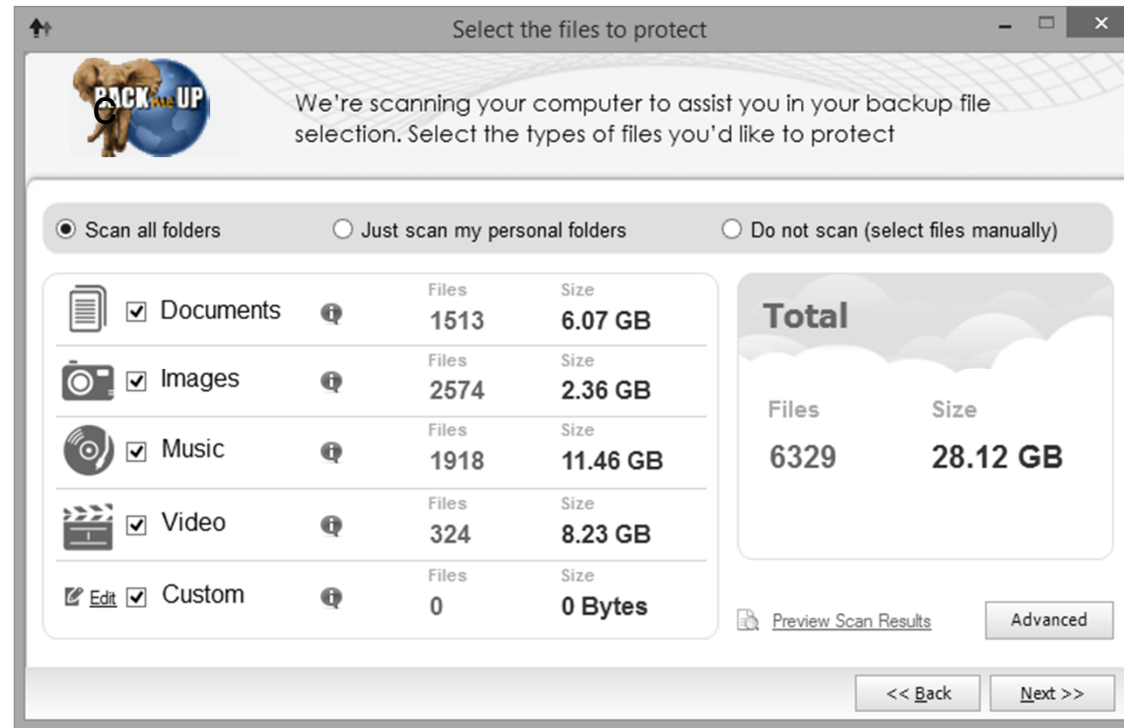 Select the files to protect
BACK Me UP
C
We're scanning your computer to assist you in your backup file
selection. Select the types of files you'd like to protect
Scan all folders
Just scan my personal folders
Do not scan (select files manually)
Documents
Files
Size
1513
6.07 GB
Images
Files
Size
2574
2.36 GB
Music
Files
Size
1918
11.46 GB
Video
Files
Size
324
8.23 GB
Edit
Custom
Files
Size
0
0 Bytes
Total
Files
Size
6329
28.12 GB
Preview Scan Results
Advanced
<< Back
Next >>